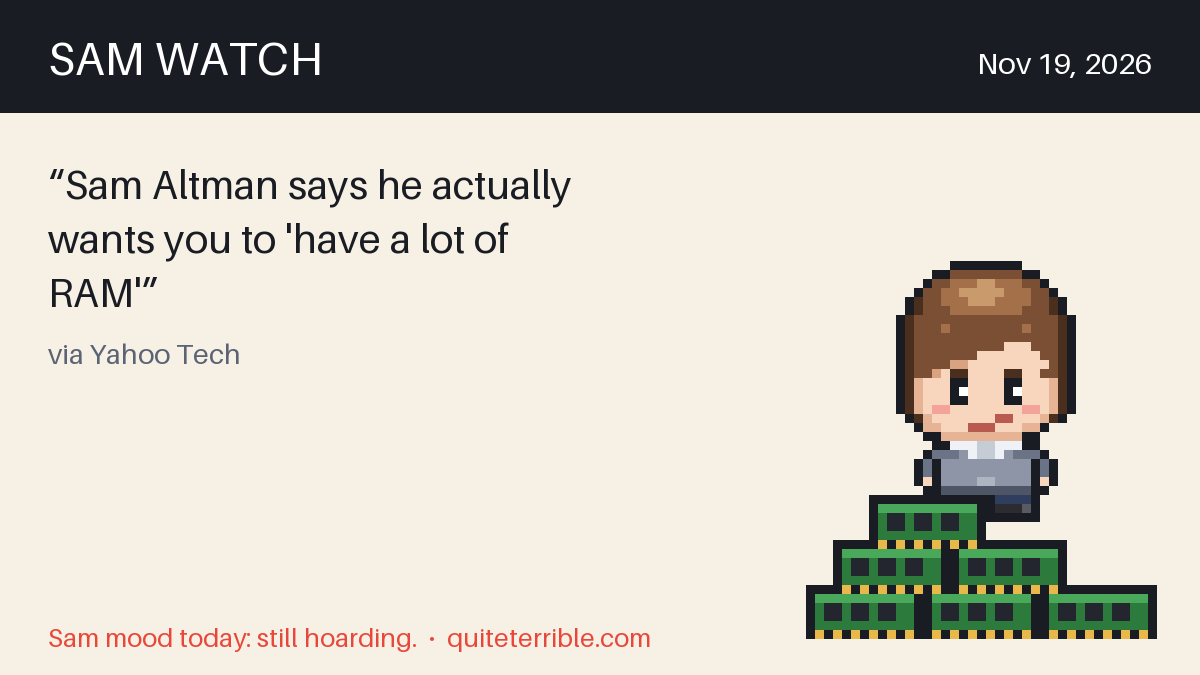 SAM WATCH
Nov 19, 2026
“Sam Altman says he actually
wants you to 'have a lot of
RAM'”
via Yahoo Tech
Sam mood today: still hoarding. · quiteterrible.com